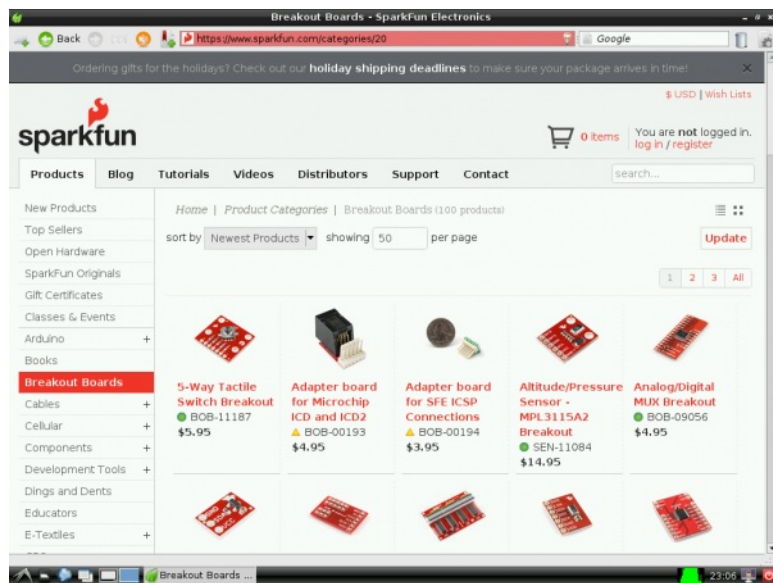 Breakout Boards - SparkFun Electronics
Back
https://www.sparkfun.com/categories/20
Google
Ordering gifts for the holidays? Check out our holiday shipping deadlines to make sure your package arrives in time!
$ USD | Wish Lists
sparkfun
0 items
You are not logged in.
log in / register
Products Blog Tutorials Videos Distributors Support Contact
search...
New Products
Top Sellers
Open Hardware
SparkFun Originals
Gift Certificates
Classes & Events
Arduino +
Books
Breakout Boards
Cables +
Cellular +
Components +
Development Tools +
Dings and Dents
Educators
E-Textiles +
Home | Product Categories | Breakout Boards (100 products)
sort by Newest Products showing 50 per page
Update
1 2 3 All
5-Way Tactile
Switch Breakout
BOB-11187
$5.95
Adapter board
for Microchip
ICD and ICD2
BOB-00193
$4.95
Adapter board
for SFE ICSP
Connections
BOB-00194
$3.95
Altitude/Pressure
Sensor -
MPL3115A2
Breakout
SEN-11084
$14.95
Analog/Digital
MUX Breakout
BOB-09056
$4.95
Breakout Boards ...
23:06